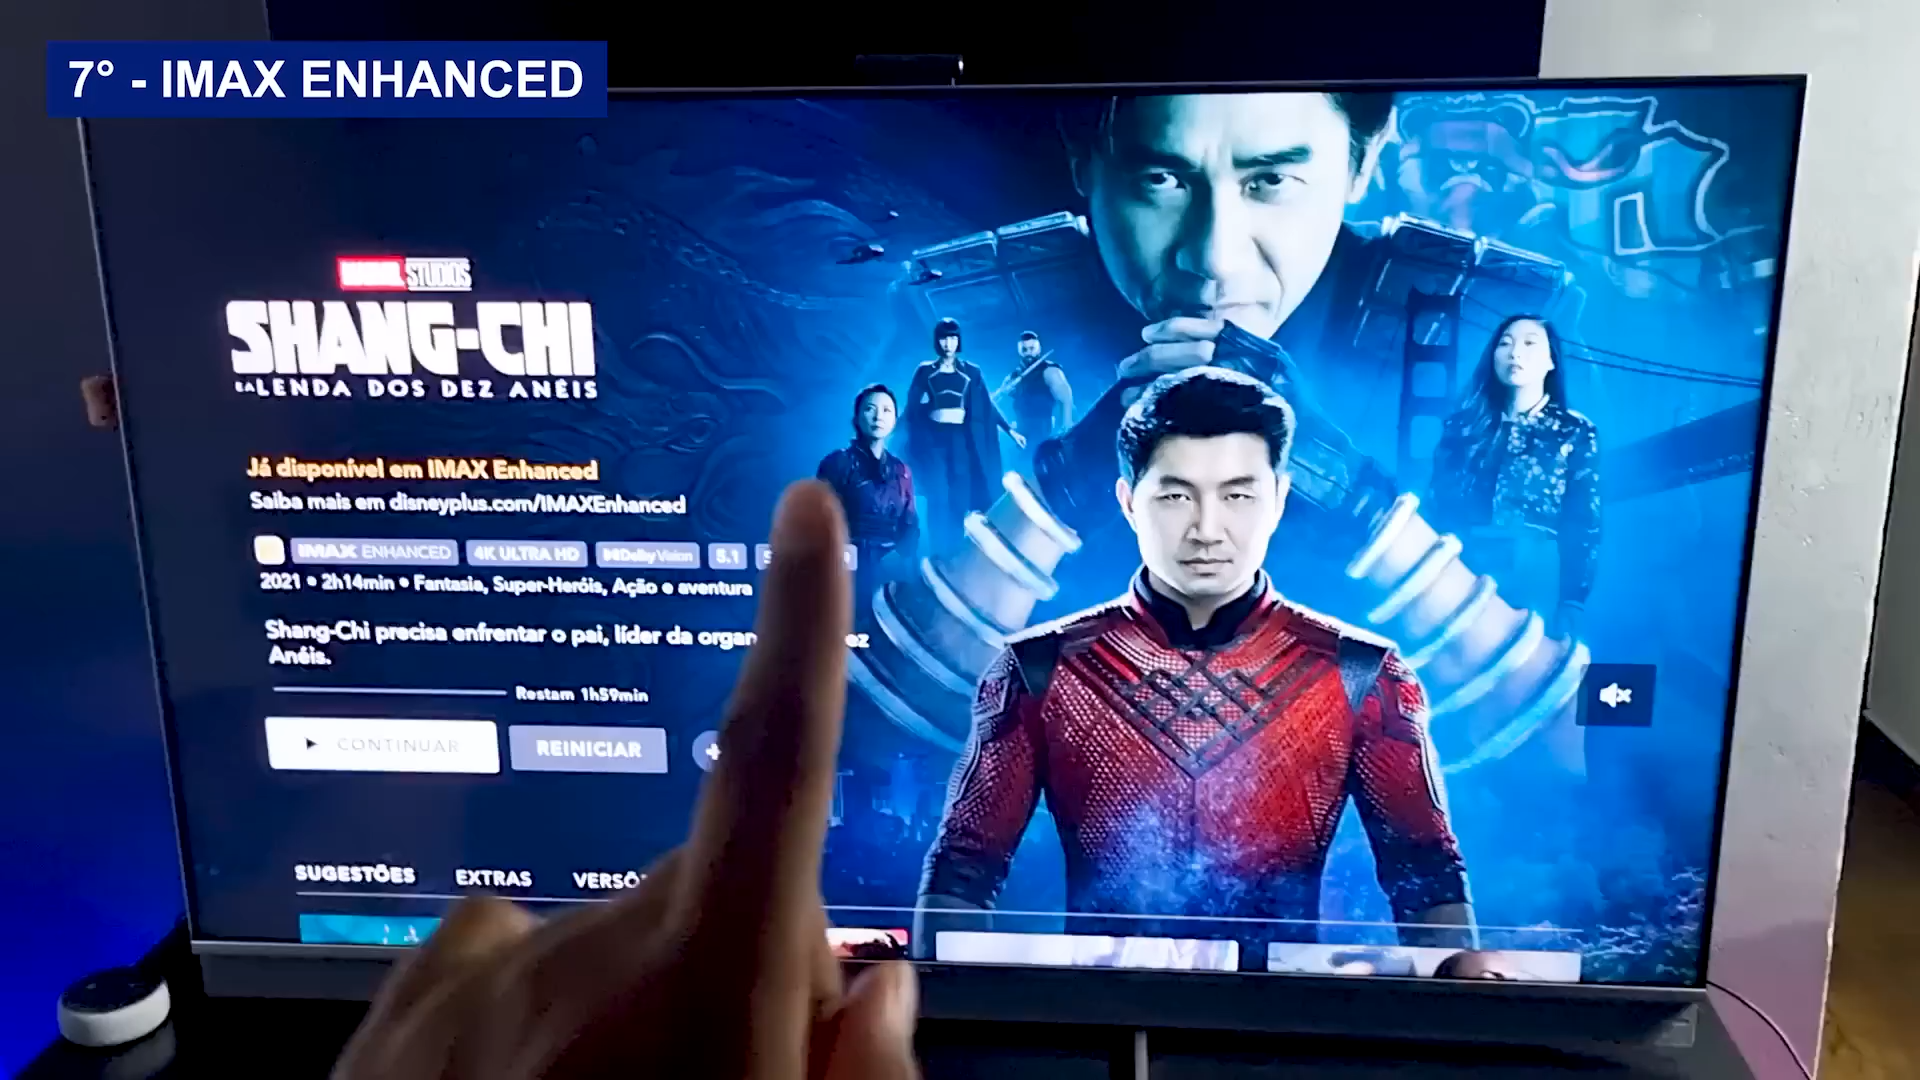 7° - IMAX ENHANCED
MARVEL STUDIOS
SHANG-CHI
E A LENDA DOS DEZ ANÉIS
Já disponível em IMAX Enhanced
Saiba mais em disneyplus.com/IMAXEnhanced
IMAX ENHANCED 4K ULTRA HD Dolby Vision 5.1
2021 • 2h14min • Fantasia, Super-Heróis, Ação e aventura
Shang-Chi precisa enfrentar o pai, líder da organ ez
Anéis.
Restam 1h59min
CONTINUAR REINICIAR +
SUGESTÕES EXTRAS VERSÕ